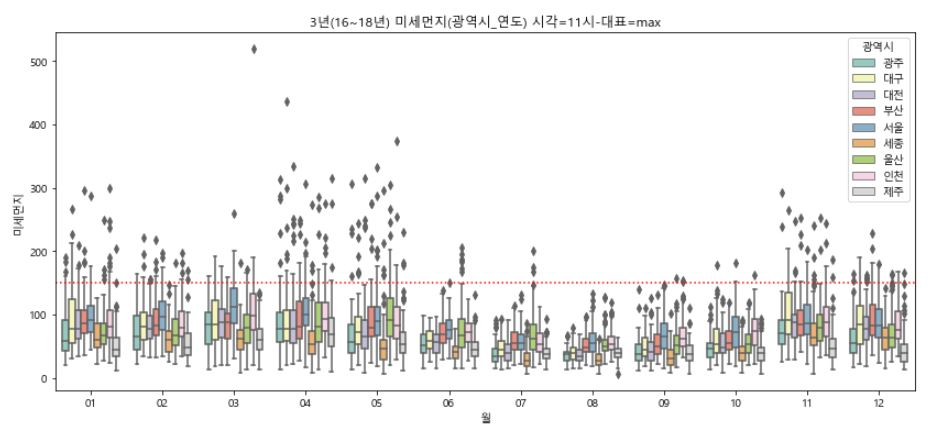 3년(16~18년) 미세먼지(광역시_연도) 시각=11시-대표=max
광역시
광주
대구
대전
부산
서울
세종
울산
인천
제주
미세먼지
500
400
300
200
100
0
01 02 03 04 05 06 07 08 09 10 11 12
월